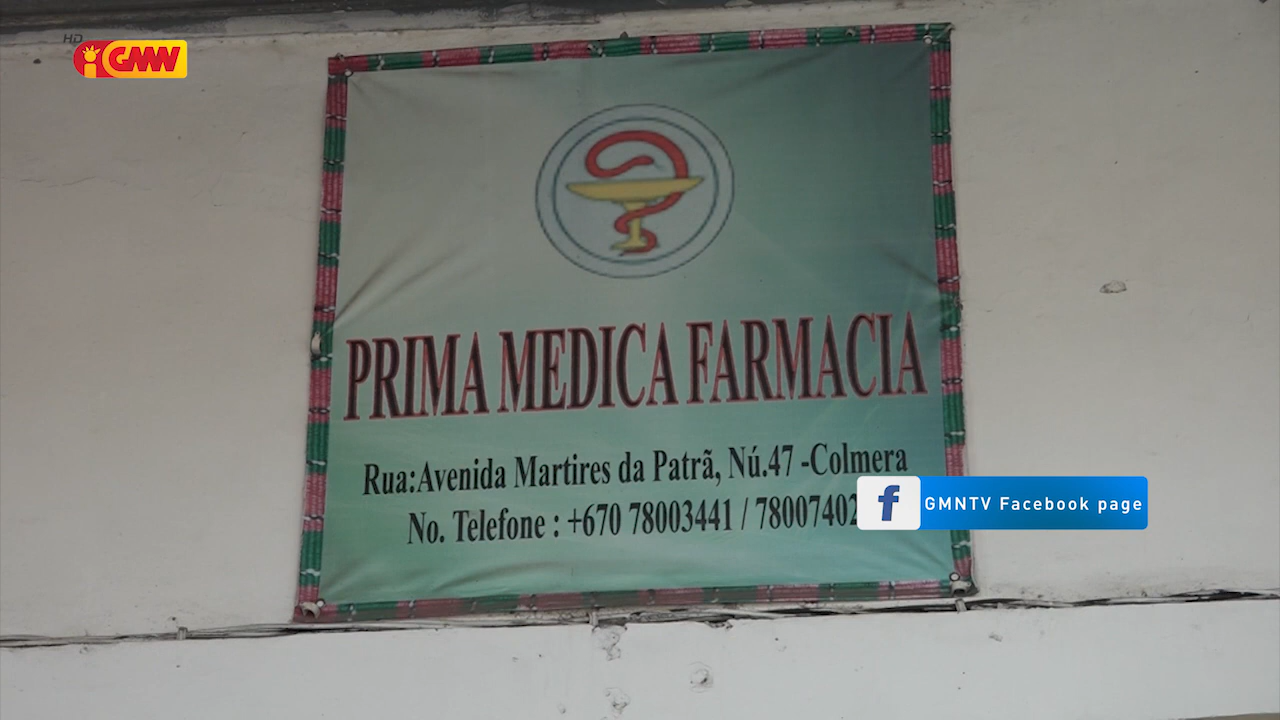 HD
GMN
PRIMA MEDICA FARMACIA
Rua:Avenida Martires da Patrã, Nú.47 -Colmera
No. Telefone : +670 78003441 / 7800740
GMNTV Facebook page